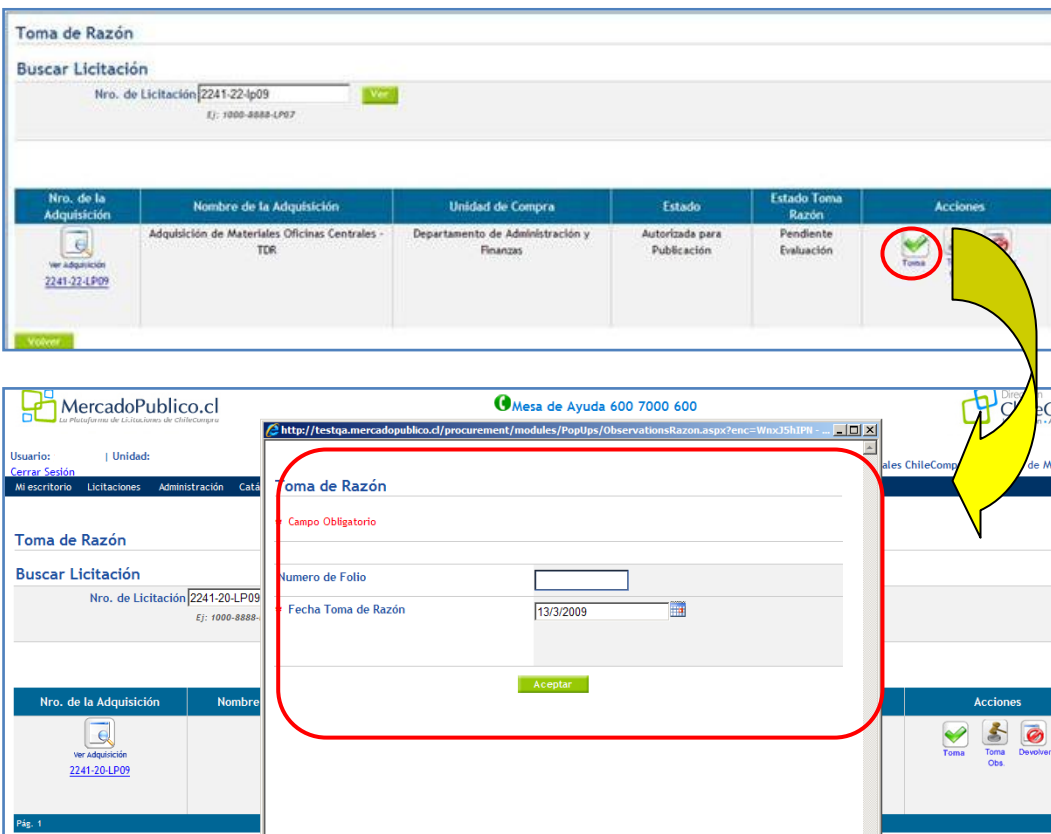 Toma de Razón
Buscar Licitación
Nro. de Licitación 2241-22-lp09 Ver
Ej: 1000-8888-LP07
Nro. de la Adquisición Nombre de la Adquisición Unidad de Compra Estado Estado Toma Razón Acciones
Adquisición de Materiales Oficinas Centrales - TDR Departamento de Administración y Finanzas Autorizada para Publicación Pendiente Evaluación Toma
Ver Adquisición
2241-22-LP09
Volver
MercadoPublico.cl
La Plataforma de Licitaciones de ChileCompra
Mesa de Ayuda 600 7000 600
http://testqa.mercadopublico.cl/procurement/modules/PopUps/ObservationsRazon.aspx?enc=WnxJ5hIPN - ...
Usuario: | Unidad:
Cerrar Sesión
Mi escritorio Licitaciones Administración Catá
ales ChileComp de M
Toma de Razón
Buscar Licitación
Nro. de Licitación 2241-20-LP09
Ej: 1000-8888-
Toma de Razón
Campo Obligatorio
Numero de Folio
* Fecha Toma de Razón 13/3/2009
Aceptar
Nro. de la Adquisición Nombre Acciones
Ver Adquisición
2241-20-LP09
Toma Toma Obs. Devolver
Pág. 1